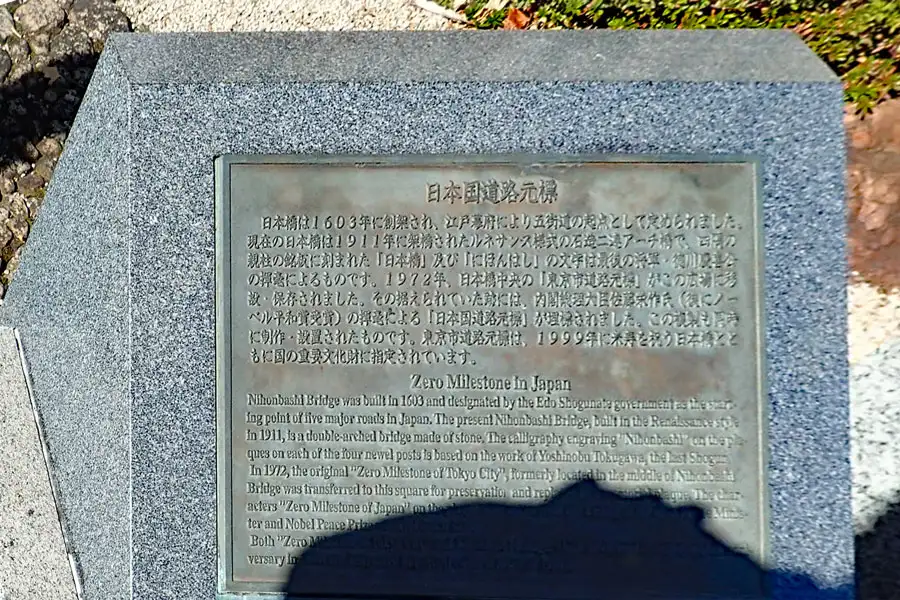 日本国道路元標
日本橋は1603年に創架され、江戸幕府により五街道の起点として定められました。
現在の日本橋は1911年に架橋されたルネサンス様式の石造二連アーチ橋で、四隅の
親柱の銘板に刻まれた「日本橋」及び「にほんばし」の文字は最後の将軍・徳川慶喜公
の揮毫によるものです。1972年、日本橋中央の「東京市道路元標」がこの広場に移
設・保存されました。その据えられていた跡には、内閣総理大臣佐藤栄作氏（後にノー
ベル平和賞受賞）の揮毫による「日本国道路元標」が埋標されました。この複製も同時
に制作・設置されたものです。東京市道路元標は、1999年に米寿を祝う日本橋とと
もに国の重要文化財に指定されています。
Zero Milestone in Japan
Nihonbashi Bridge was built in 1603 and designated by the Edo Shogunate government as the start-
ing point of five major roads in Japan. The present Nihonbashi Bridge, built in the Renaissance style
in 1911, is a double-arched bridge made of stone. The calligraphy engraving "Nihonbashi" on the pla-
ques on each of the four newel posts is based on the work of Yoshinobu Tokugawa, the last Shogun.
In 1972, the original "Zero Milestone of Tokyo City", formerly located in the middle of Nihonbashi
Bridge was transferred to this square for preservation and plaque. The char-
acters "Zero Milestone of Japan" on the Minis-
ter and Nobel Peace Prize
Both "Zero
versary in